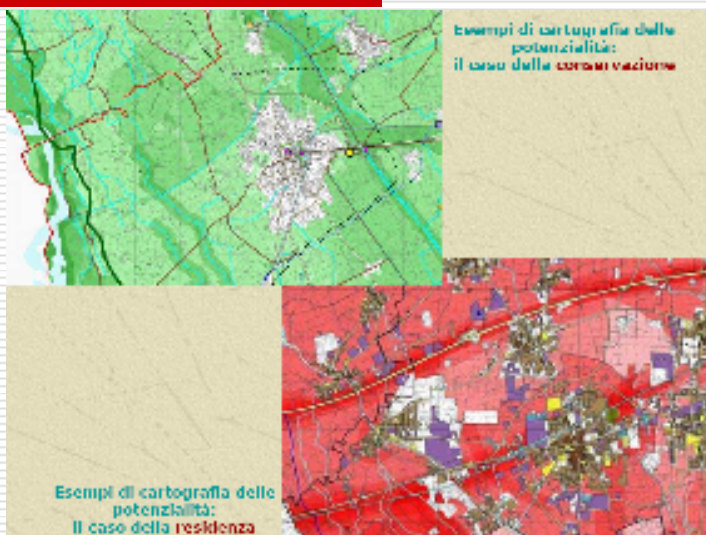 Esempi di cartografia delle
potenzialità:
il caso della conservazione
Esempi di cartografia delle
potenzialità:
il caso della residenza